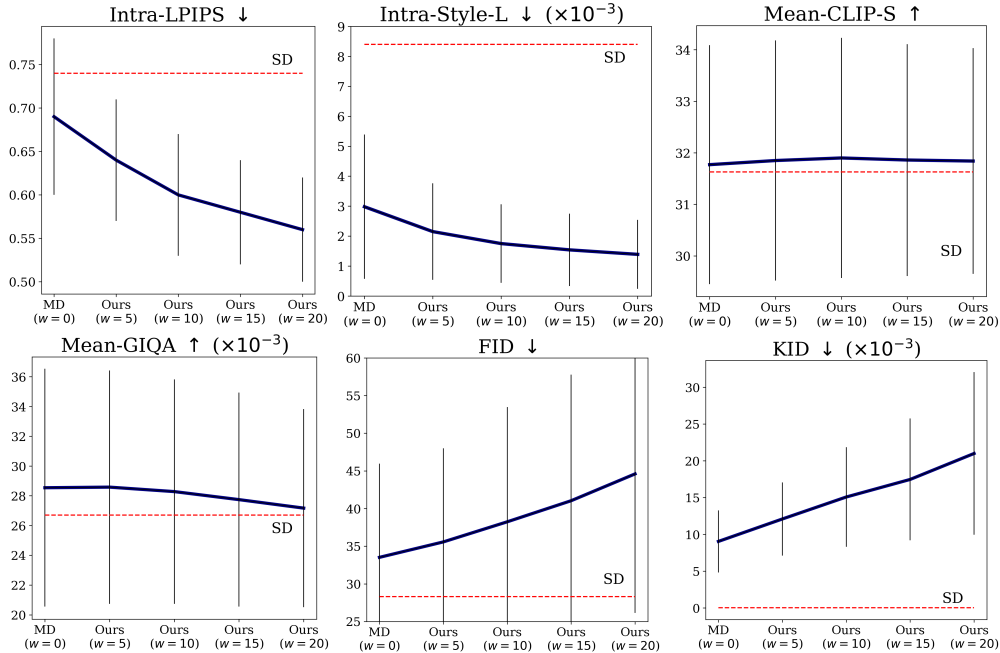 Intra-LPIPS ↓
0.75
0.70
0.65
0.60
0.55
0.50
SD
MD
(w = 0)
Ours
(w = 5)
Ours
(w = 10)
Ours
(w = 15)
Ours
(w = 20)
Intra-Style-L ↓ (×10⁻³)
9
8
7
6
5
4
3
2
1
0
SD
MD
(w = 0)
Ours
(w = 5)
Ours
(w = 10)
Ours
(w = 15)
Ours
(w = 20)
Mean-CLIP-S ↑
34
33
32
31
30
SD
MD
(w = 0)
Ours
(w = 5)
Ours
(w = 10)
Ours
(w = 15)
Ours
(w = 20)
Mean-GIQA ↑ (×10⁻³)
36
34
32
30
28
26
24
22
20
SD
MD
(w = 0)
Ours
(w = 5)
Ours
(w = 10)
Ours
(w = 15)
Ours
(w = 20)
FID ↓
60
55
50
45
40
35
30
25
SD
MD
(w = 0)
Ours
(w = 5)
Ours
(w = 10)
Ours
(w = 15)
Ours
(w = 20)
KID ↓ (×10⁻³)
30
25
20
15
10
5
0
SD
MD
(w = 0)
Ours
(w = 5)
Ours
(w = 10)
Ours
(w = 15)
Ours
(w = 20)